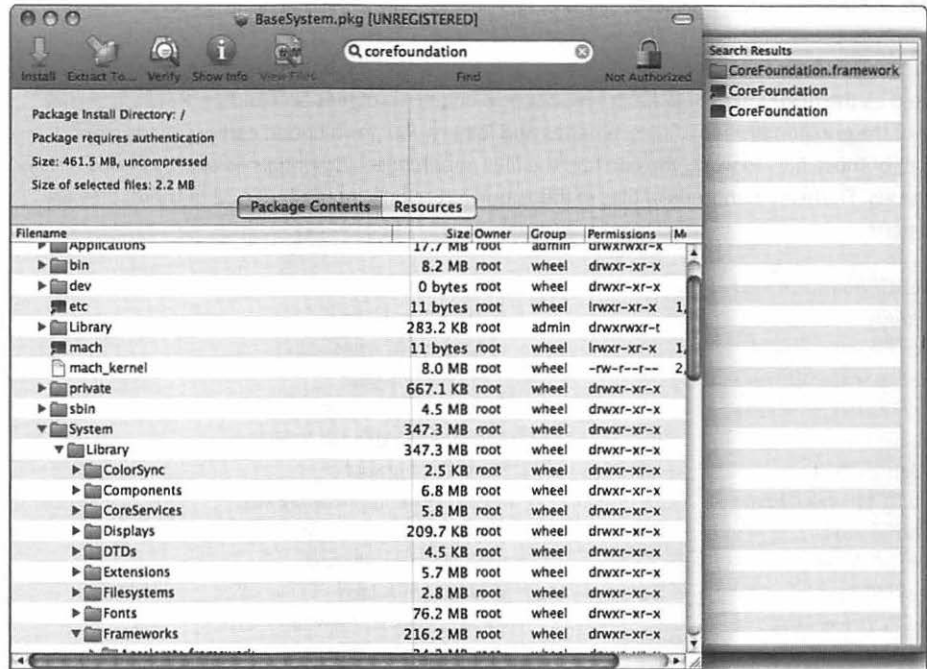 BaseSystem.pkg [UNREGISTERED]
corefoundation
Install Extract To... Verify Show Info View Files Find Not Authorized
Package Install Directory: /
Package requires authentication
Size: 461.5 MB, uncompressed
Size of selected files: 2.2 MB
Package Contents Resources
Filename Size Owner Group Permissions
Applications 17.7 MB root admin drwxrwxr-x
bin 8.2 MB root wheel drwxr-xr-x
dev 0 bytes root wheel drwxr-xr-x
etc 11 bytes root wheel lrwxr-xr-x 1,
Library 283.2 KB root admin drwxrwxr-t
mach 11 bytes root wheel lrwxr-xr-x 1,
mach_kernel 8.0 MB root wheel -rw-r--r-- 2,
private 667.1 KB root wheel drwxr-xr-x
sbin 4.5 MB root wheel drwxr-xr-x
System 347.3 MB root wheel drwxr-xr-x
Library 347.3 MB root wheel drwxr-xr-x
ColorSync 2.5 KB root wheel drwxr-xr-x
Components 6.8 MB root wheel drwxr-xr-x
CoreServices 5.8 MB root wheel drwxr-xr-x
Displays 209.7 KB root wheel drwxr-xr-x
DTDs 4.5 KB root wheel drwxr-xr-x
Extensions 5.7 MB root wheel drwxr-xr-x
Filesystems 2.8 MB root wheel drwxr-xr-x
Fonts 76.2 MB root wheel drwxr-xr-x
Frameworks 216.2 MB root wheel drwxr-xr-x
Search Results
CoreFoundation.framework
CoreFoundation
CoreFoundation